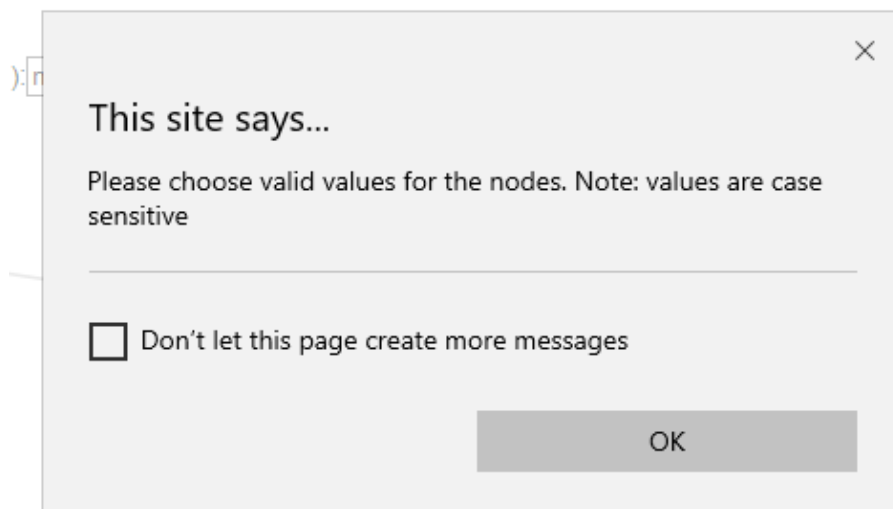 This site says...
Please choose valid values for the nodes. Note: values are case
sensitive
Don't let this page create more messages
OK